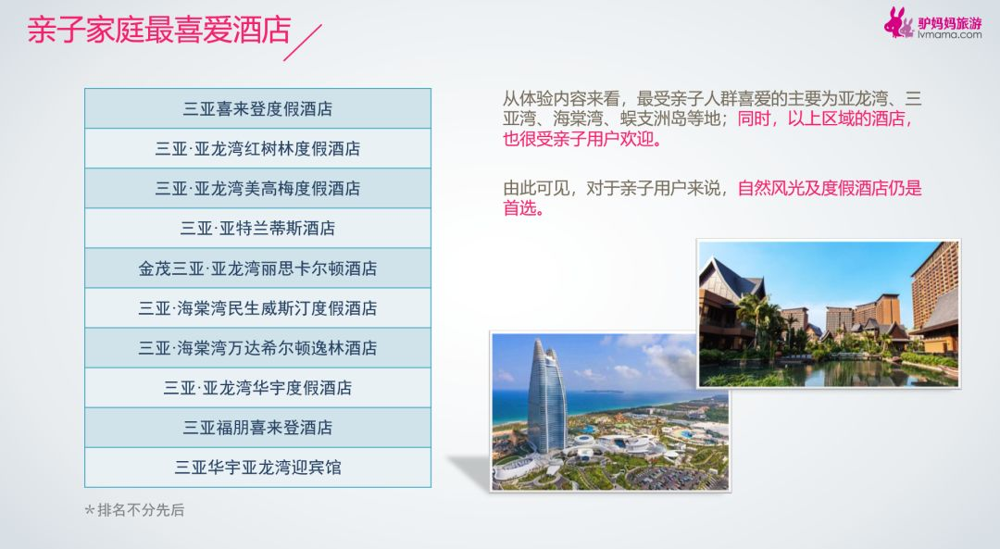 亲子家庭最喜爱酒店
驴妈妈旅游
lvmama.com
三亚喜来登度假酒店
三亚·亚龙湾红树林度假酒店
三亚·亚龙湾美高梅度假酒店
三亚·亚特兰蒂斯酒店
金茂三亚·亚龙湾丽思卡尔顿酒店
三亚·海棠湾民生威斯汀度假酒店
三亚·海棠湾万达希尔顿逸林酒店
三亚·亚龙湾华宇度假酒店
三亚福朋喜来登酒店
三亚华宇亚龙湾迎宾馆
＊排名不分先后
从体验内容来看，最受亲子人群喜爱的主要为亚龙湾、三
亚湾、海棠湾、蜈支洲岛等地；同时，以上区域的酒店，
也很受亲子用户欢迎。
由此可见，对于亲子用户来说，自然风光及度假酒店仍是
首选。